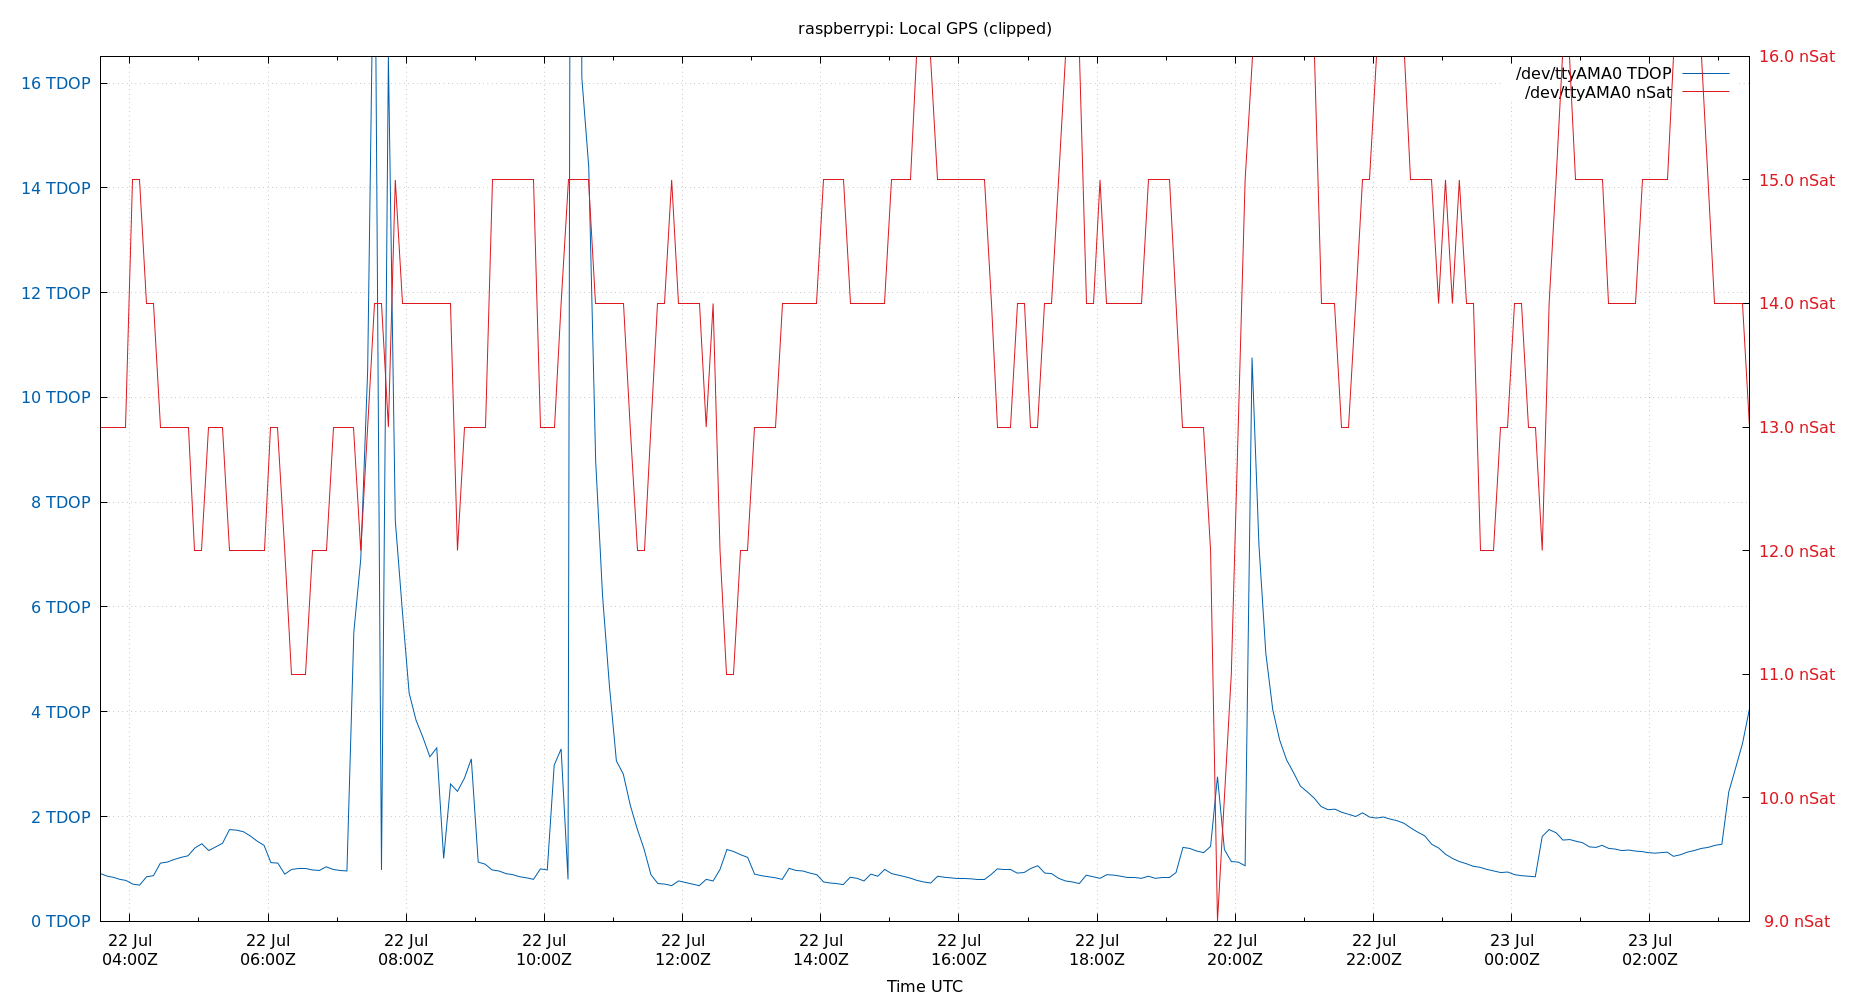 raspberrypi: Local GPS (clipped)
/dev/ttyAMA0 TDOP
/dev/ttyAMA0 nSat
16 TDOP
14 TDOP
12 TDOP
10 TDOP
8 TDOP
6 TDOP
4 TDOP
2 TDOP
0 TDOP
16.0 nSat
15.0 nSat
14.0 nSat
13.0 nSat
12.0 nSat
11.0 nSat
10.0 nSat
9.0 nSat
22 Jul
04:00Z
22 Jul
06:00Z
22 Jul
08:00Z
22 Jul
10:00Z
22 Jul
12:00Z
22 Jul
14:00Z
22 Jul
16:00Z
22 Jul
18:00Z
22 Jul
20:00Z
22 Jul
22:00Z
23 Jul
00:00Z
23 Jul
02:00Z
Time UTC